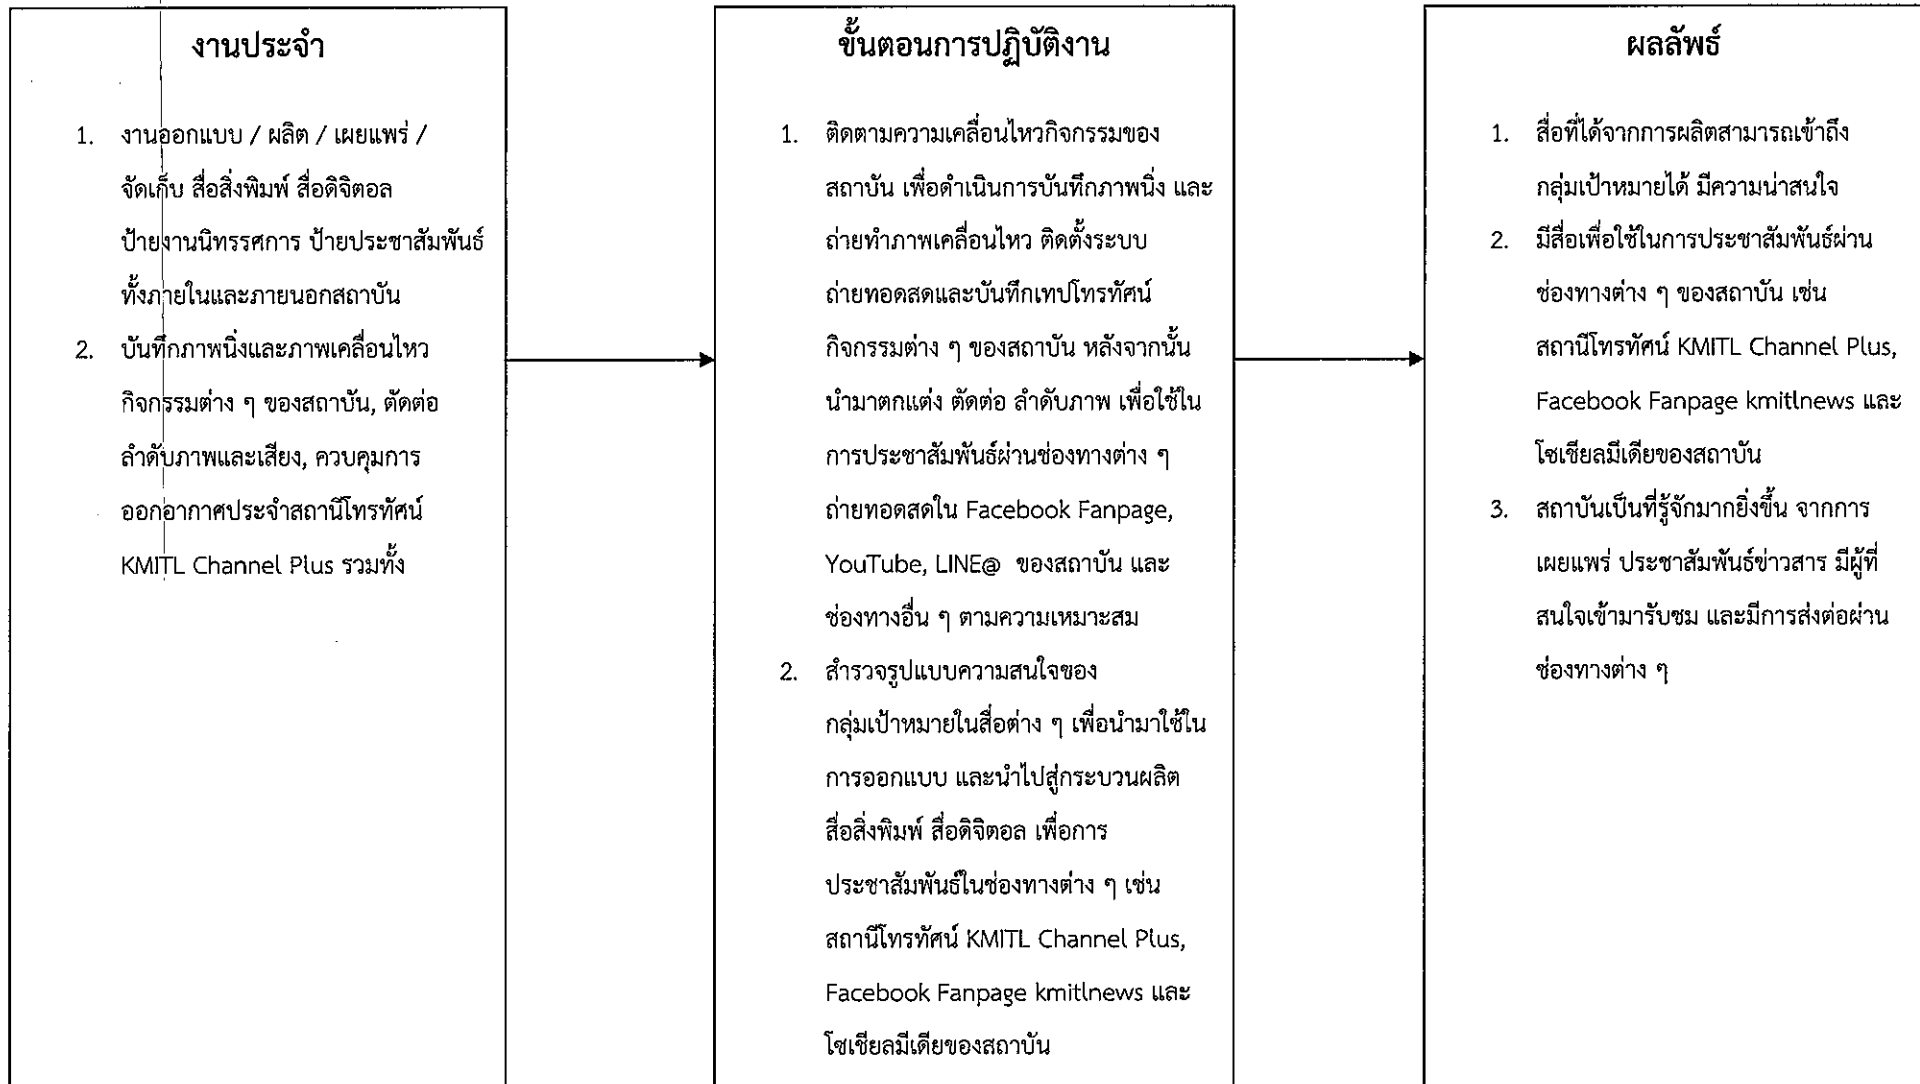 งานประจำ
1. งานออกแบบ / ผลิต / เผยแพร่ /
จัดเก็บ สื่อสิ่งพิมพ์ สื่อดิจิตอล
ป้ายงานนิทรรศการ ป้ายประชาสัมพันธ์
ทั้งภายในและภายนอกสถาบัน
2. บันทึกภาพนิ่งและภาพเคลื่อนไหว
กิจกรรมต่าง ๆ ของสถาบัน, ตัดต่อ
ลำดับภาพและเสียง, ควบคุมการ
ออกอากาศประจำสถานีโทรทัศน์
KMITL Channel Plus รวมทั้ง
ขั้นตอนการปฏิบัติงาน
1. ติดตามความเคลื่อนไหวกิจกรรมของ
สถาบัน เพื่อดำเนินการบันทึกภาพนิ่ง และ
ถ่ายทำภาพเคลื่อนไหว ติดตั้งระบบ
ถ่ายทอดสดและบันทึกเทปโทรทัศน์
กิจกรรมต่าง ๆ ของสถาบัน หลังจากนั้น
นำมาตกแต่ง ตัดต่อ ลำดับภาพ เพื่อใช้ใน
การประชาสัมพันธ์ผ่านช่องทางต่าง ๆ
ถ่ายทอดสดใน Facebook Fanpage,
YouTube, LINE@ ของสถาบัน และ
ช่องทางอื่น ๆ ตามความเหมาะสม
2. สำรวจรูปแบบความสนใจของ
กลุ่มเป้าหมายในสื่อต่าง ๆ เพื่อนำมาใช้ใน
การออกแบบ และนำไปสู่กระบวนผลิต
สื่อสิ่งพิมพ์ สื่อดิจิตอล เพื่อการ
ประชาสัมพันธ์ในช่องทางต่าง ๆ เช่น
สถานีโทรทัศน์ KMITL Channel Plus,
Facebook Fanpage kmitlnews และ
โซเชียลมีเดียของสถาบัน
ผลลัพธ์
1. สื่อที่ได้จากการผลิตสามารถเข้าถึง
กลุ่มเป้าหมายได้ มีความน่าสนใจ
2. มีสื่อเพื่อใช้ในการประชาสัมพันธ์ผ่าน
ช่องทางต่าง ๆ ของสถาบัน เช่น
สถานีโทรทัศน์ KMITL Channel Plus,
Facebook Fanpage kmitlnews และ
โซเชียลมีเดียของสถาบัน
3. สถาบันเป็นที่รู้จักมากยิ่งขึ้น จากการ
เผยแพร่ ประชาสัมพันธ์ข่าวสาร มีผู้ที่
สนใจเข้ามารับชม และมีการส่งต่อผ่าน
ช่องทางต่าง ๆ